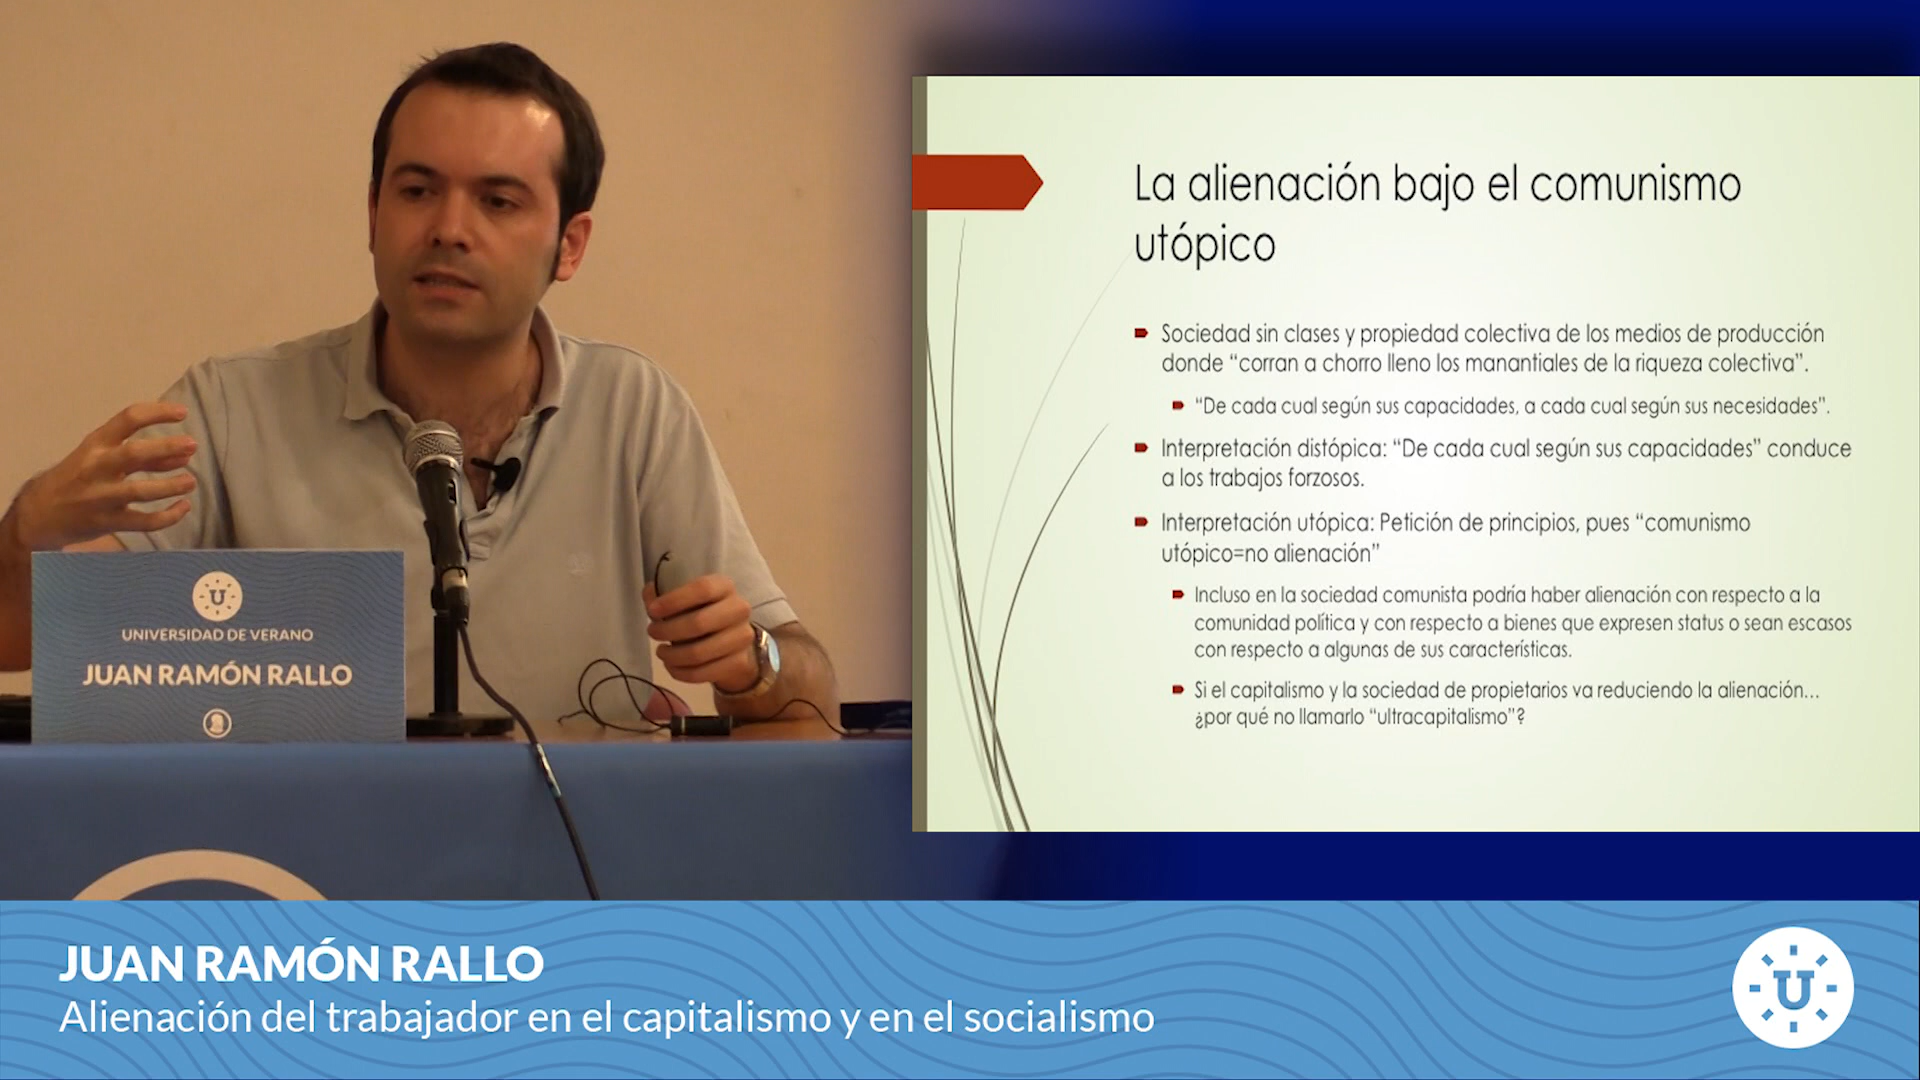 La alienación bajo el comunismo
utópico
Sociedad sin clases y propiedad colectiva de los medios de producción
donde “corran a chorro lleno los manantiales de la riqueza colectiva”.
“De cada cual según sus capacidades, a cada cual según sus necesidades”.
Interpretación distópica: “De cada cual según sus capacidades” conduce
a los trabajos forzosos.
Interpretación utópica: Petición de principios, pues “comunismo
utópico=no alienación”
Incluso en la sociedad comunista podría haber alienación con respecto a la
comunidad política y con respecto a bienes que expresen status o sean escasos
con respecto a algunas de sus características.
Si el capitalismo y la sociedad de propietarios va reduciendo la alienación...
¿por qué no llamarlo “ultracapitalismo”?
U
UNIVERSIDAD DE VERANO
JUAN RAMÓN RALLO
JUAN RAMÓN RALLO
Alienación del trabajador en el capitalismo y en el socialismo
U